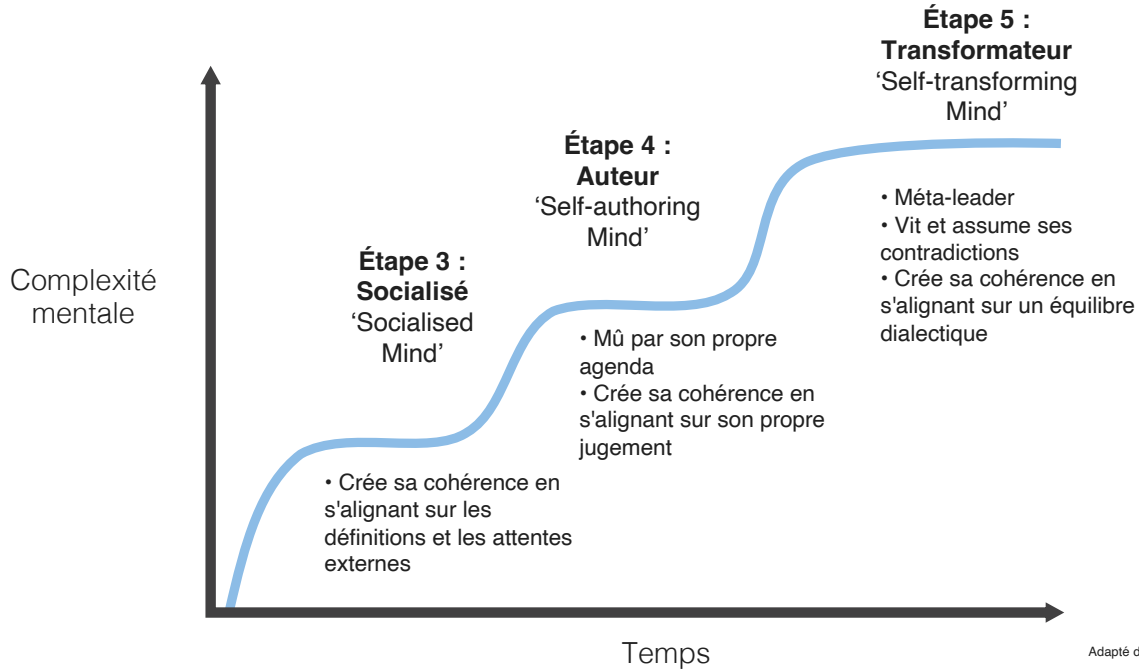 Étape 5 :
Transformateur
‘Self-transforming
Mind’
Étape 4 :
Auteur
‘Self-authoring
Mind’
• Méta-leader
• Vit et assume ses
contradictions
• Crée sa cohérence en
s'alignant sur un équilibre
dialectique
Étape 3 :
Socialisé
‘Socialised
Mind’
Complexité
mentale
• Mû par son propre
agenda
• Crée sa cohérence en
s'alignant sur son propre
jugement
• Crée sa cohérence en
s'alignant sur les
définitions et les attentes
externes
Temps
Adapté d